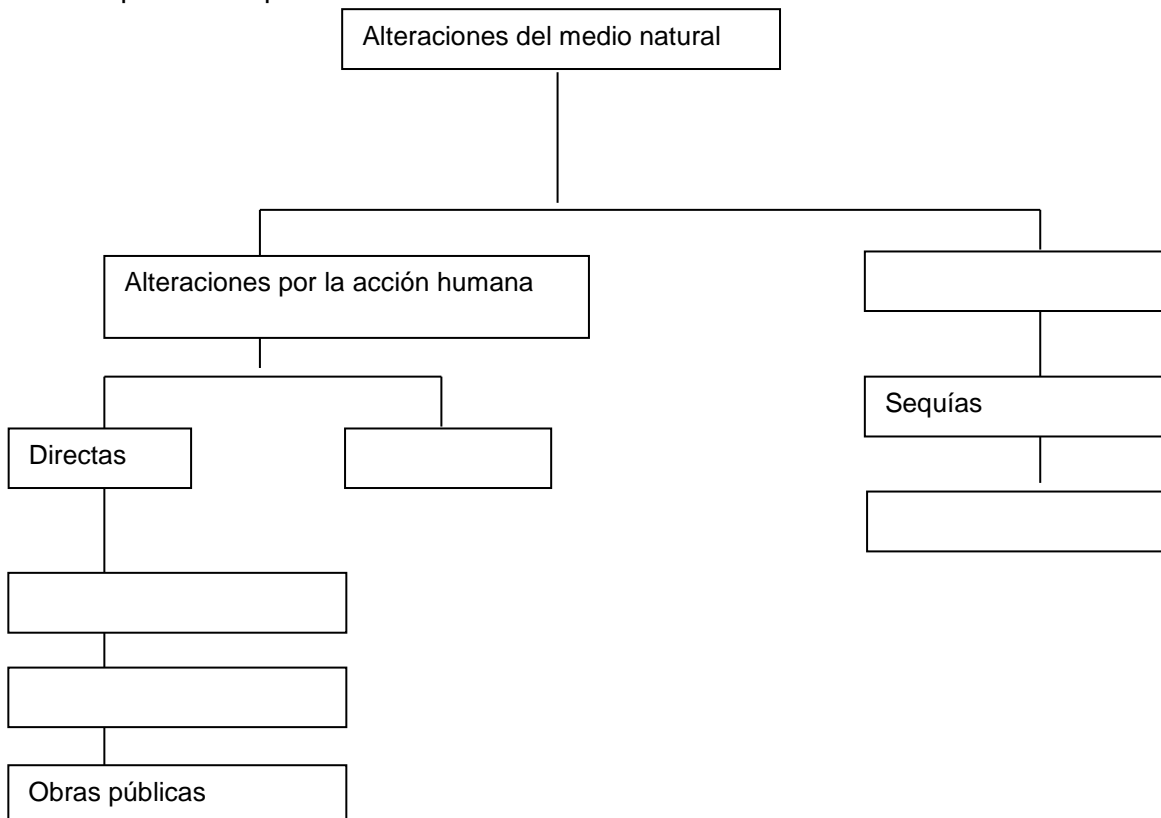 Alteraciones del medio natural
Alteraciones por la acción humana
Sequías
Directas
Obras públicas